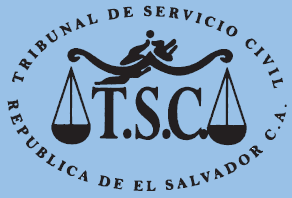 TRIBUNAL DE SERVICIO CIVIL
T.S.C.
REPUBLICA DE EL SALVADOR C.A.